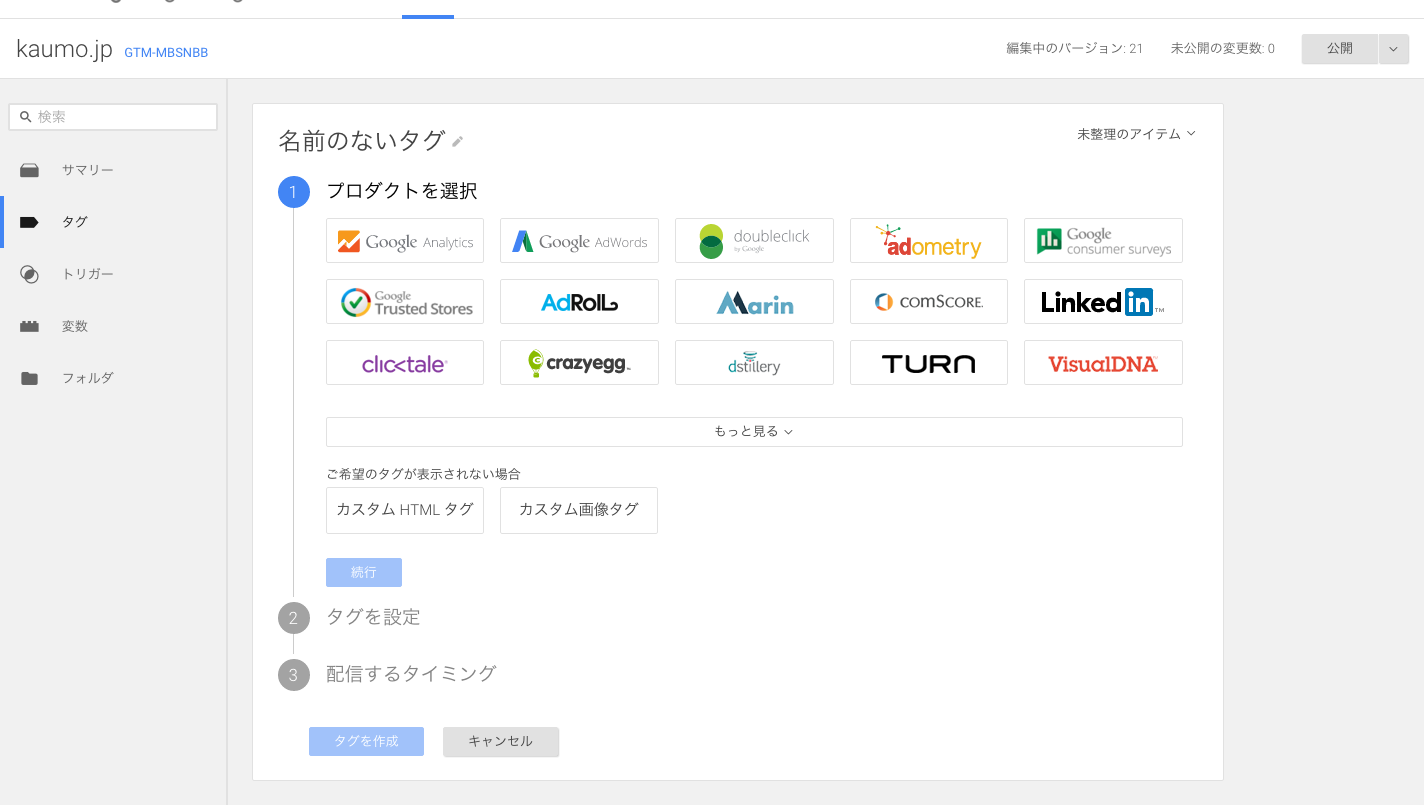 kaumo.jp GTM-MBSNBB
編集中のバージョン: 21 未公開の変更数: 0 公開
検索
サマリー
タグ
トリガー
変数
フォルダ
名前のないタグ
未整理のアイテム
1 プロダクトを選択
Google Analytics
Google AdWords
doubleclick
by Google
adometry
Google
consumer surveys
Google
Trusted Stores
AdRoll
Marin
comSCORE.
Linked in TM
clicktale
crazyegg
dstillery
TURN
VisualDNA
もっと見る
ご希望のタグが表示されない場合
カスタム HTML タグ
カスタム画像タグ
続行
2 タグを設定
3 配信するタイミング
タグを作成
キャンセル